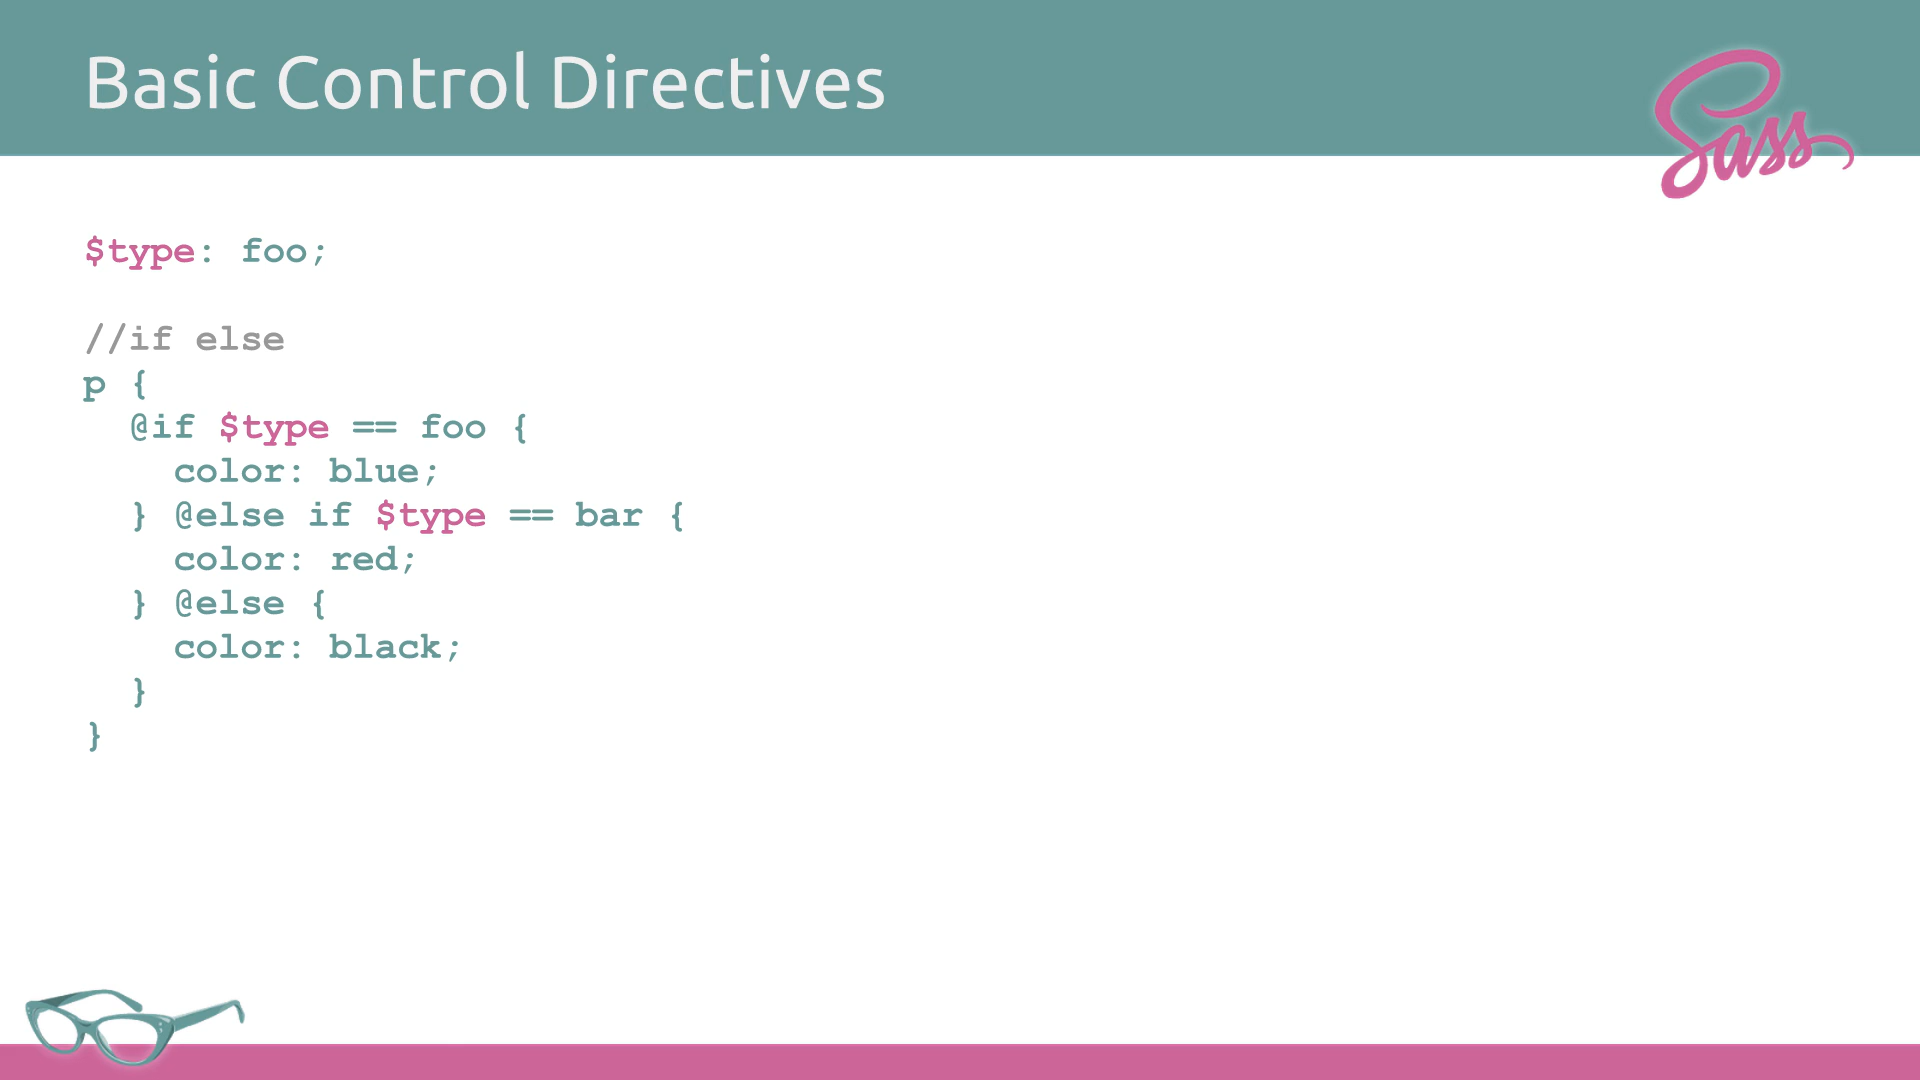 Basic Control Directives
Sass
$type: foo;
//if else
p {
  @if $type == foo {
    color: blue;
  } @else if $type == bar {
    color: red;
  } @else {
    color: black;
  }
}